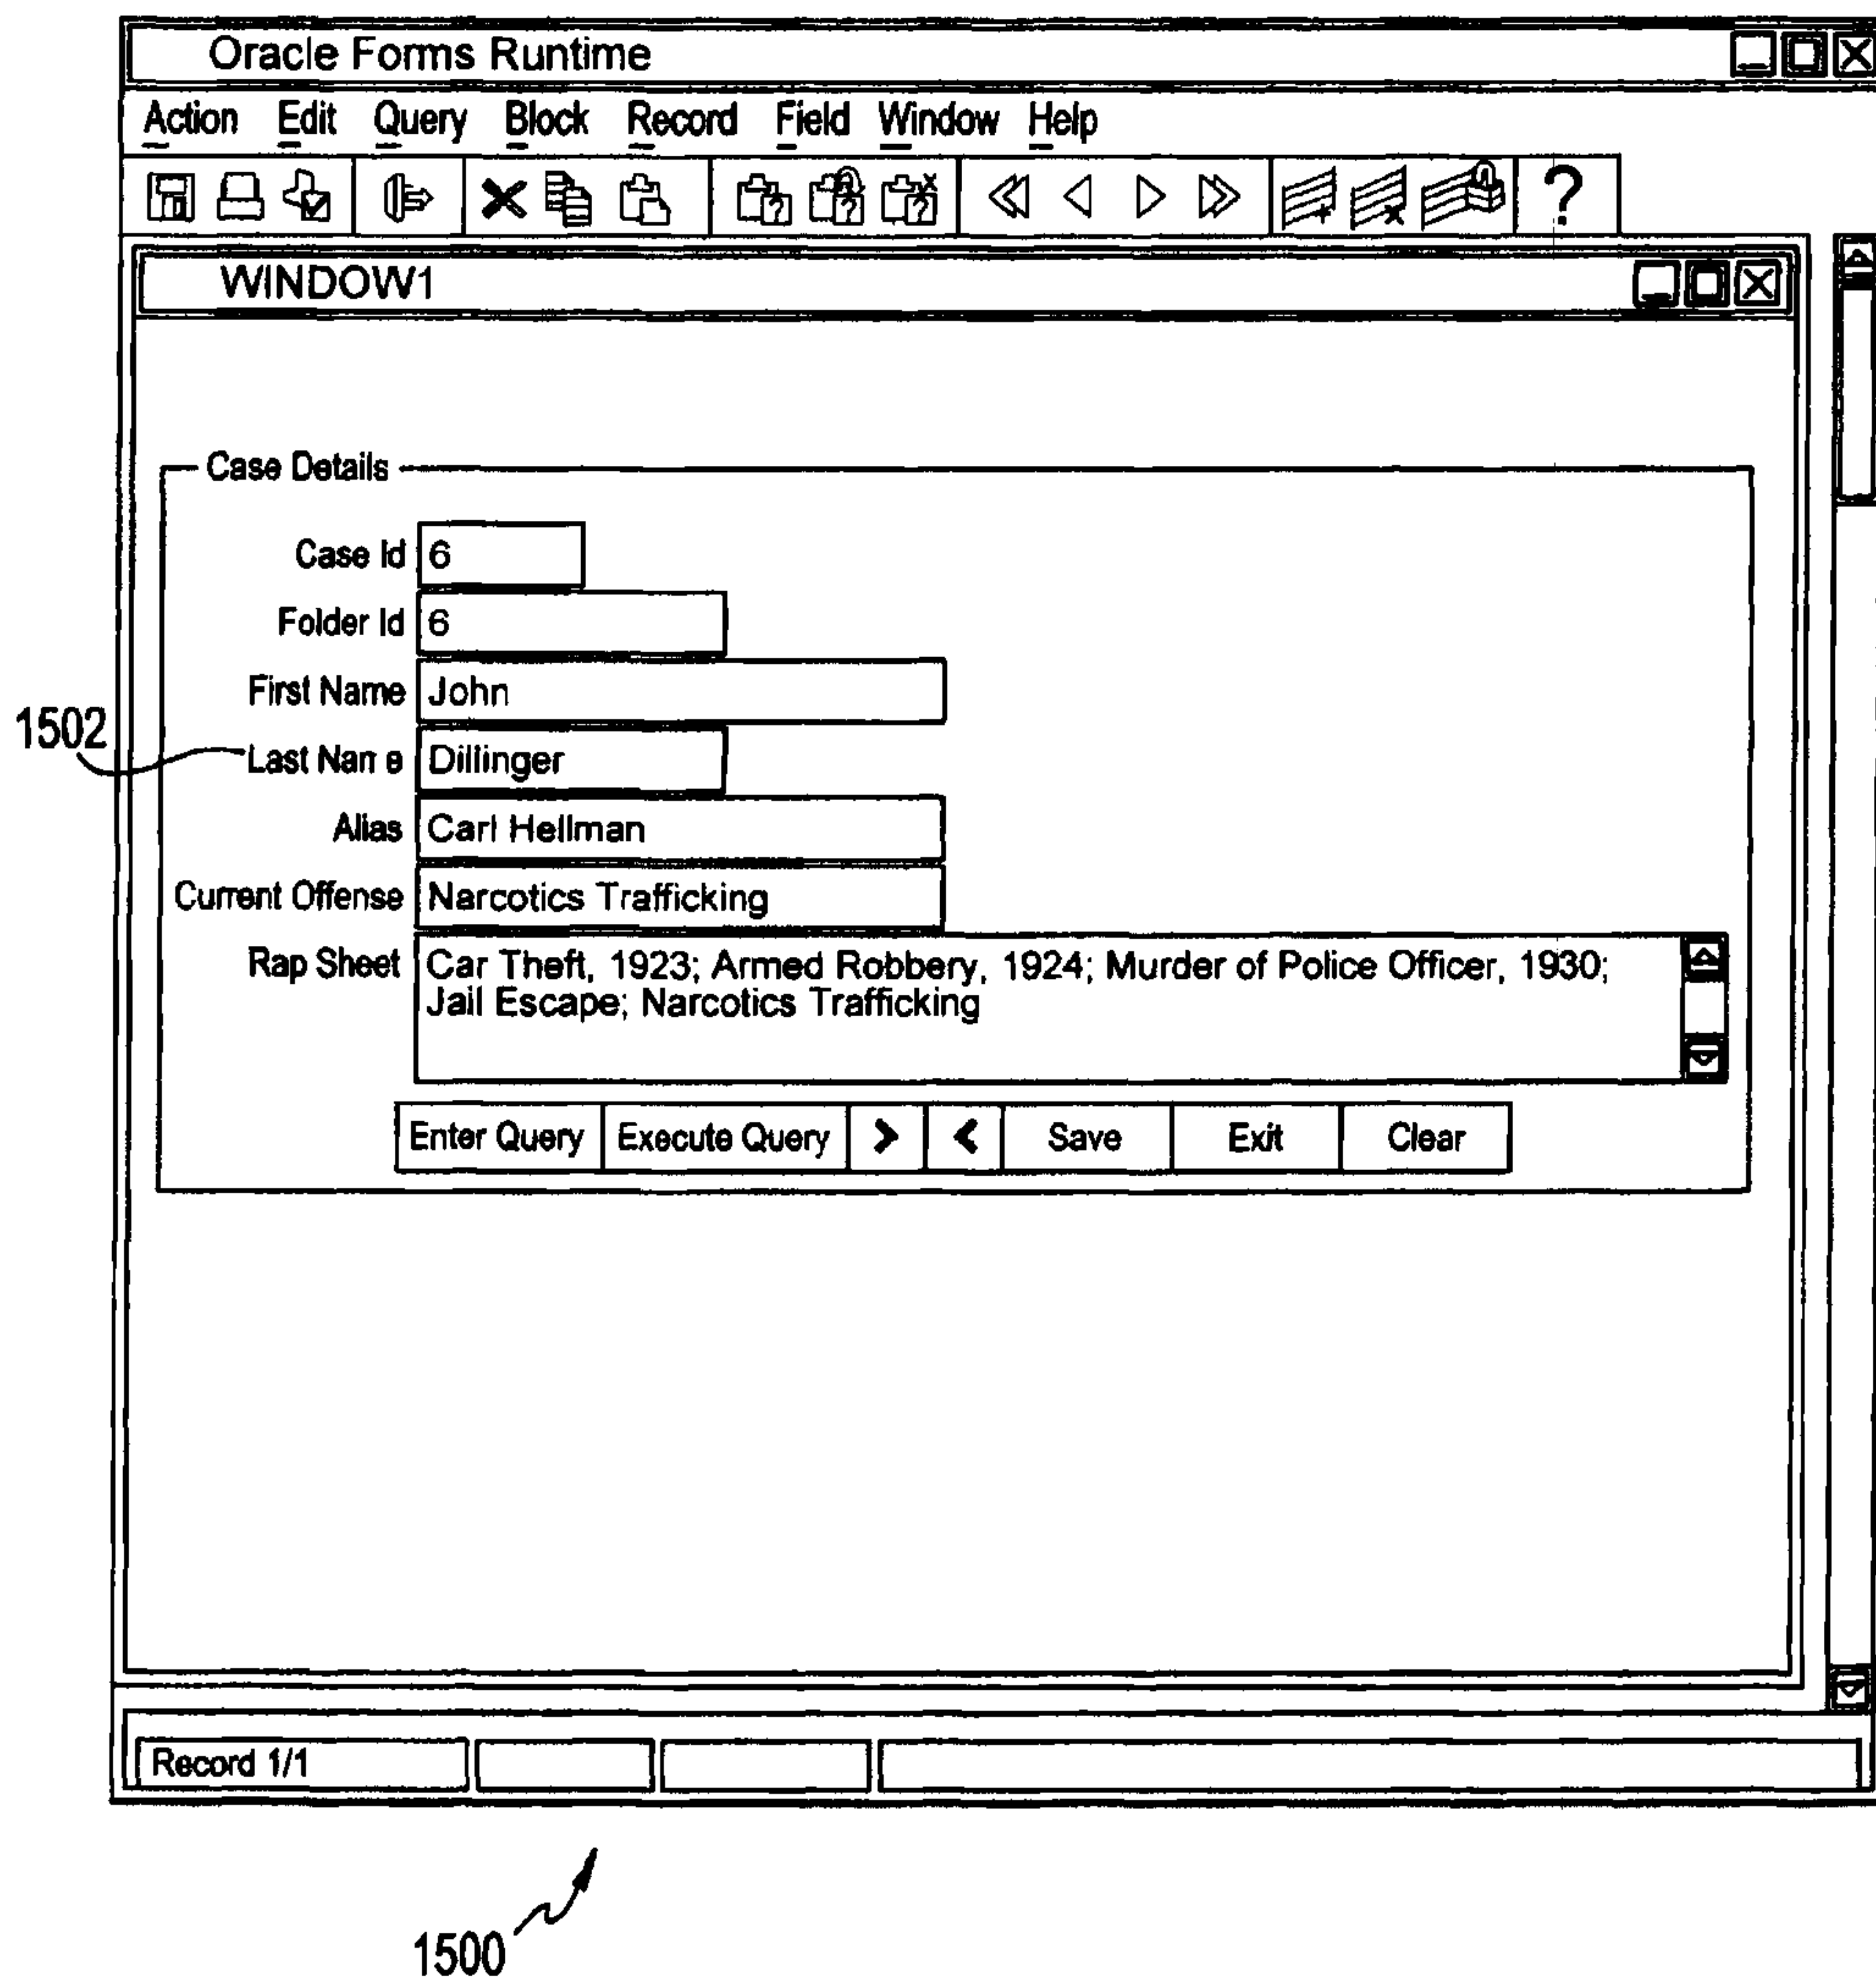 Oracle Forms Runtime
Action Edit Query Block Record Field Window Help
?
WINDOW1
Case Details
Case Id 6
Folder Id 6
First Name John
1502
Last Name Dillinger
Alias Carl Hellman
Current Offense Narcotics Trafficking
Rap Sheet Car Theft, 1923; Armed Robbery, 1924; Murder of Police Officer, 1930;
Jail Escape; Narcotics Trafficking
Enter Query Execute Query > < Save Exit Clear
Record 1/1
1500